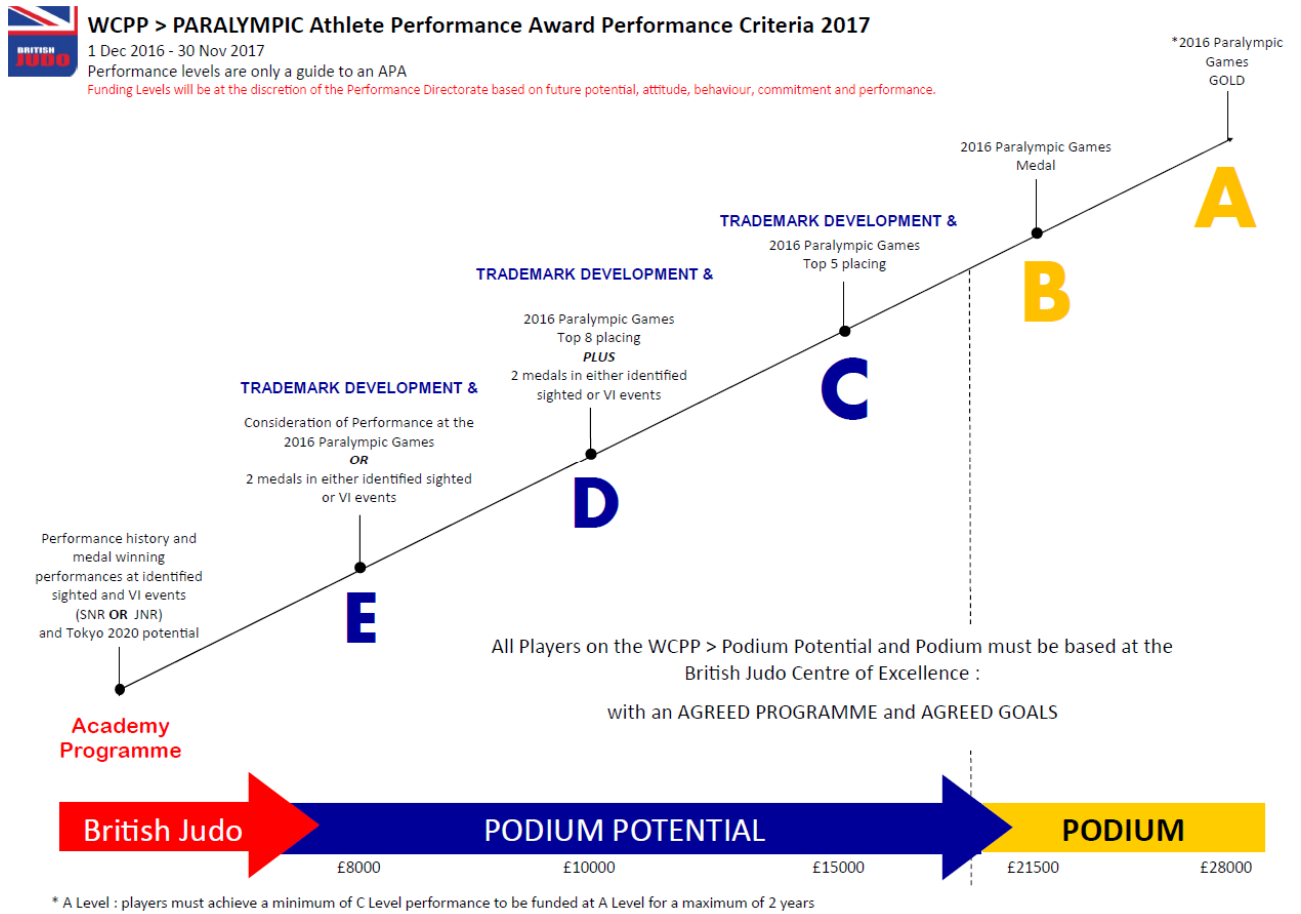 WCPP > PARALYMPIC Athlete Performance Award Performance Criteria 2017
BRITISH
JUDO
1 Dec 2016 - 30 Nov 2017
Performance levels are only a guide to an APA
Funding Levels will be at the discretion of the Performance Directorate based on future potential, attitude, behaviour, commitment and performance.
*2016 Paralympic
Games
GOLD
A
2016 Paralympic Games
Medal
B
TRADEMARK DEVELOPMENT &
2016 Paralympic Games
Top 5 placing
C
TRADEMARK DEVELOPMENT &
2016 Paralympic Games
Top 8 placing
PLUS
2 medals in either identified
sighted or VI events
D
TRADEMARK DEVELOPMENT &
Consideration of Performance at the
2016 Paralympic Games
OR
2 medals in either identified sighted
or VI events
E
Performance history and
medal winning
performances at identified
sighted and VI events
(SNR OR JNR)
and Tokyo 2020 potential
Academy
Programme
All Players on the WCPP > Podium Potential and Podium must be based at the
British Judo Centre of Excellence :
with an AGREED PROGRAMME and AGREED GOALS
British Judo
PODIUM POTENTIAL
PODIUM
£8000
£10000
£15000
£21500
£28000
* A Level : players must achieve a minimum of C Level performance to be funded at A Level for a maximum of 2 years